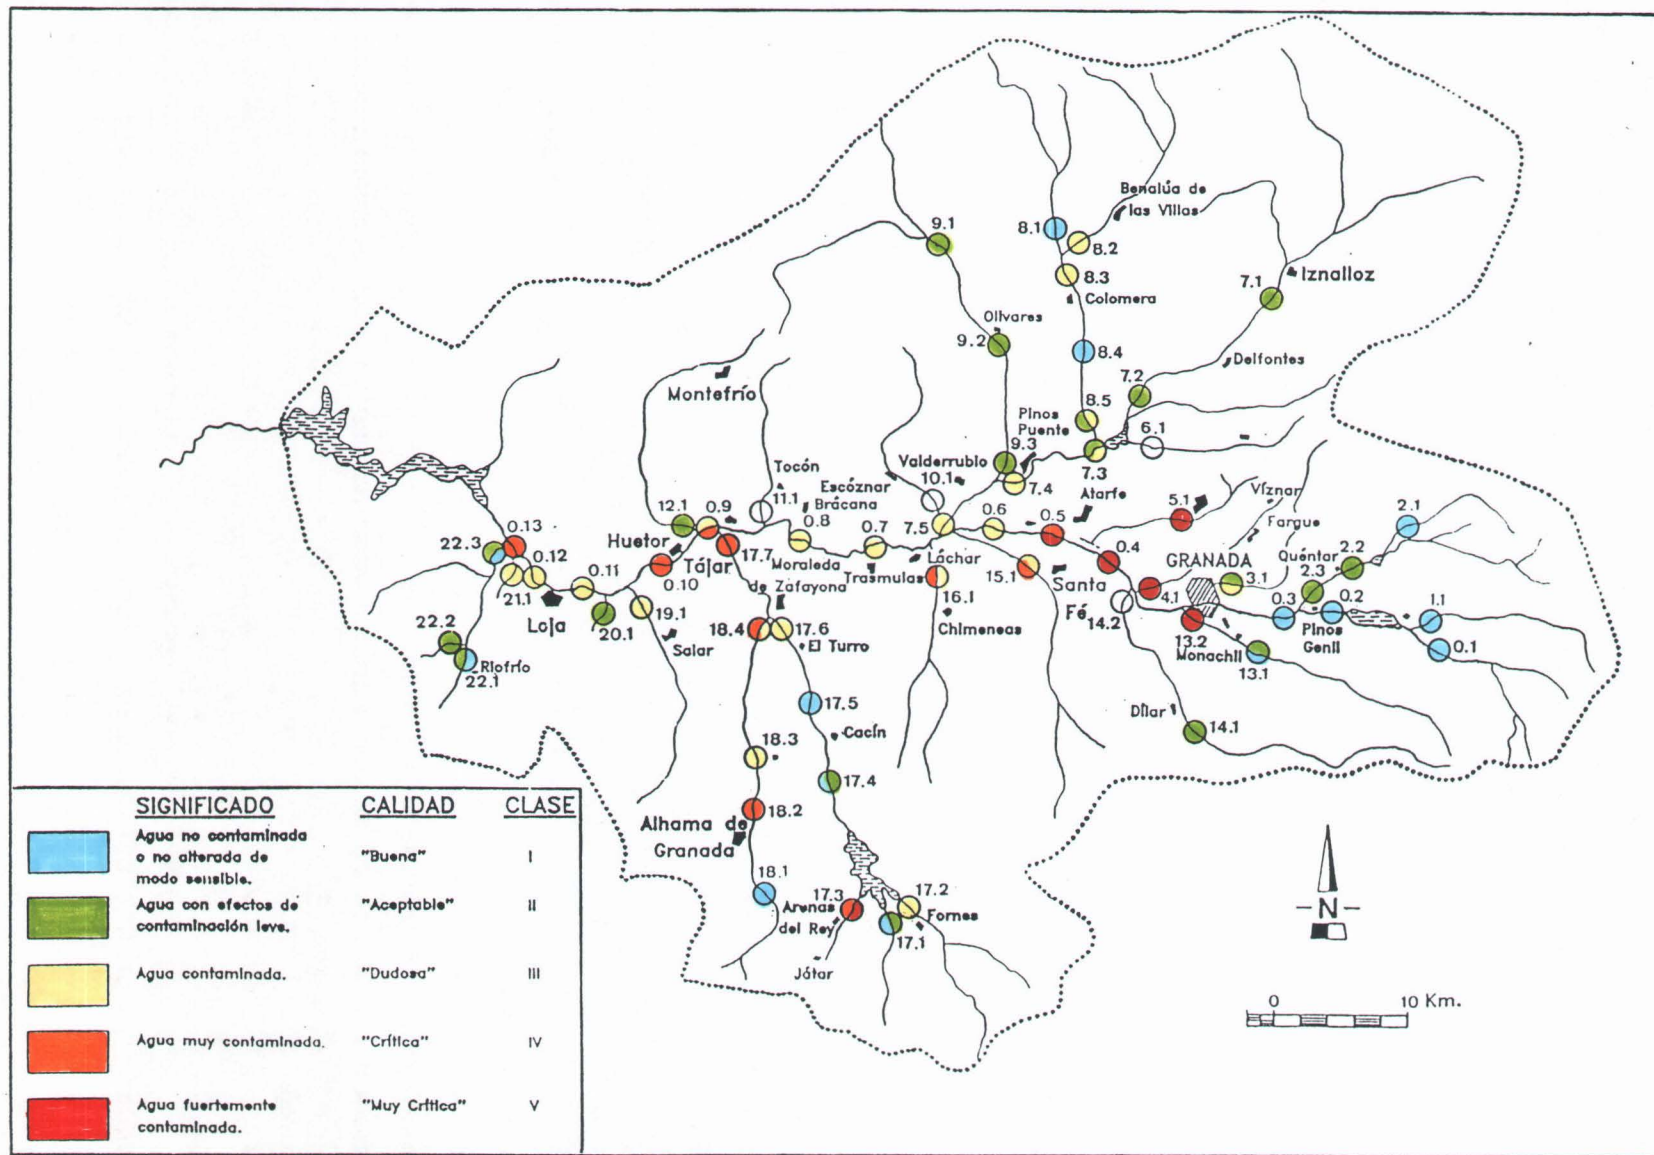 Benalúa de
las Villas
9.1
8.1
8.2
8.3
Colomera
7.1
Iznalloz
Olivares
9.2
8.4
Delfontes
7.2
Montefrío
8.5
Pinos
Puente
6.1
9.3
7.3
Valderrubio
10.1
7.4
Tocón
11.1
Escóznar
Brácana
Atarfe
5.1
Víznar
2.1
12.1
0.9
0.8
0.7
7.5
0.6
0.5
Fargue
0.13
22.3
0.12
0.11
Huetor
Tájar
0.10
17.7
Moraleda
de Zafayona
Trasmulas
Láchar
16.1
15.1
Santa
Fé
0.4
GRANADA
4.1
3.1
Quéntar
2.2
2.3
0.3
0.2
1.1
0.1
Pinos
Genil
14.2
21.1
Loja
20.1
19.1
Salar
18.4
17.6
El Turro
Chimeneas
13.2
Monachil
13.1
22.2
Riofrío
22.1
17.5
Cacín
Dílar
14.1
18.3
17.4
18.2
Alhama de
Granada
18.1
Arenas
del Rey
17.3
17.2
Fornes
17.1
Játar
N
0 10 Km.
SIGNIFICADO CALIDAD CLASE
Agua no contaminada
o no alterada de
modo sensible.
"Buena" I
Agua con efectos de
contaminación leve.
"Aceptable" II
Agua contaminada. "Dudosa" III
Agua muy contaminada. "Crítica" IV
Agua fuertemente
contaminada.
"Muy Crítica" V